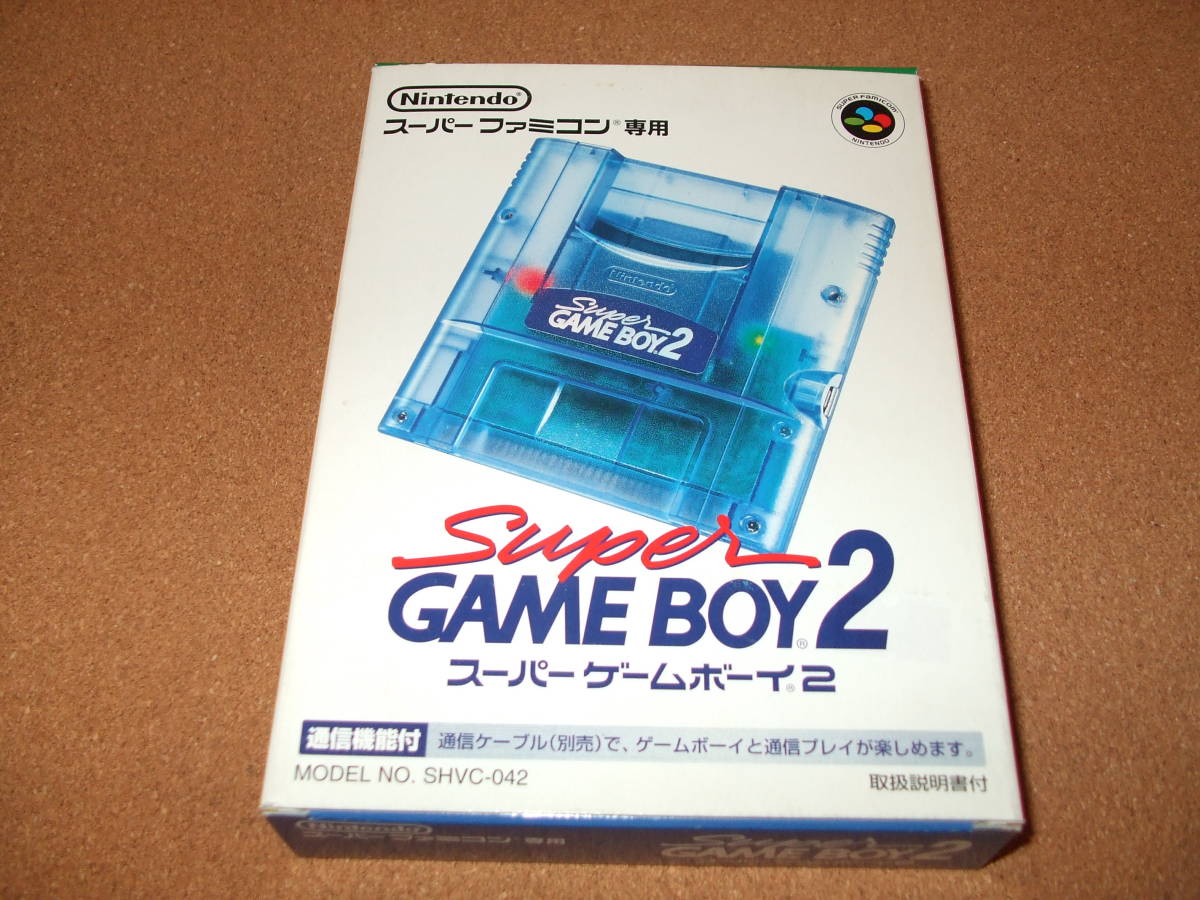 Nintendo®
スーパーファミコン®専用
SUPER FAMICOM
NINTENDO
Nintendo
Super
GAME BOY®2
Super
GAME BOY®2
スーパーゲームボーイ®2
通信機能付 通信ケーブル(別売)で、ゲームボーイと通信プレイが楽しめます。
MODEL NO. SHVC-042
取扱説明書付
Nintendo®
スーパーファミコン®専用
Super
GAME BOY®2